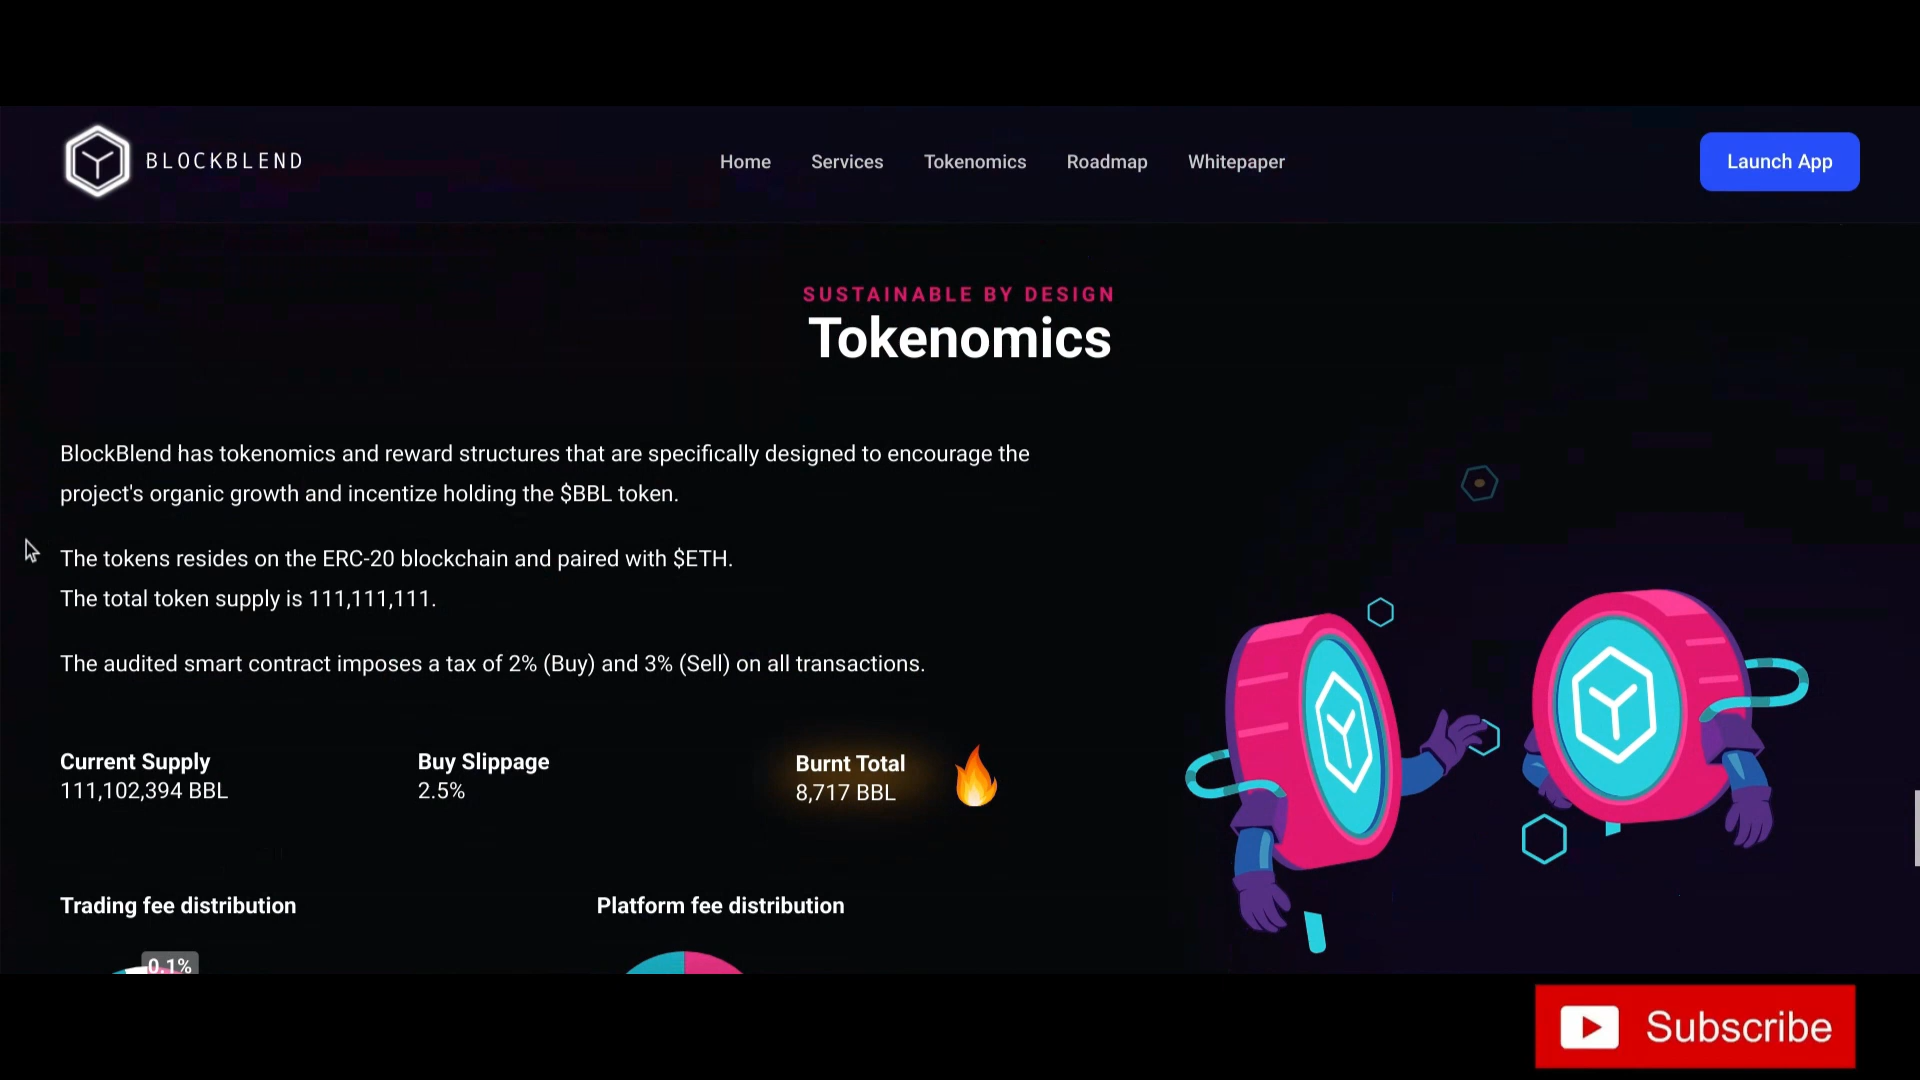 BLOCKBLEND
Home
Services
Tokenomics
Roadmap
Whitepaper
Launch App
SUSTAINABLE BY DESIGN
Tokenomics
BlockBlend has tokenomics and reward structures that are specifically designed to encourage the
project's organic growth and incentize holding the $BBL token.
The tokens resides on the ERC-20 blockchain and paired with $ETH.
The total token supply is 111,111,111.
The audited smart contract imposes a tax of 2% (Buy) and 3% (Sell) on all transactions.
Current Supply
111,102,394 BBL
Buy Slippage
2.5%
Burnt Total
8,717 BBL
Trading fee distribution
Platform fee distribution
0.1%
Subscribe